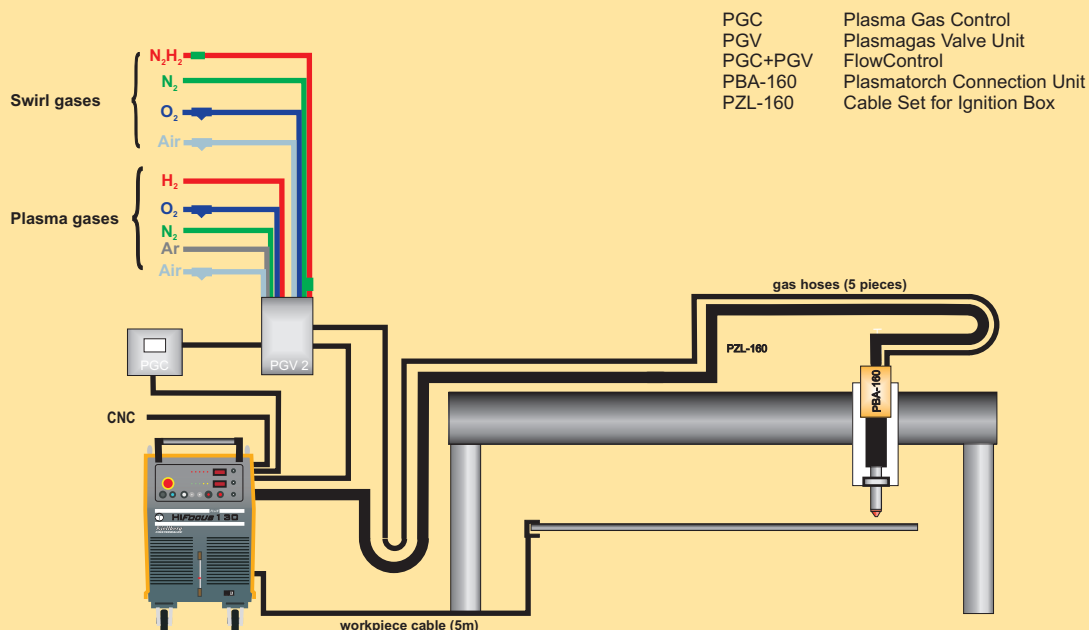 PGC Plasma Gas Control
PGV Plasmagas Valve Unit
PGC+PGV FlowControl
PBA-160 Plasmatorch Connection Unit
PZL-160 Cable Set for Ignition Box
Swirl gases
N₂H₂
N₂
O₂
Air
Plasma gases
H₂
O₂
N₂
Ar
Air
gas hoses (5 pieces)
PZL-160
PBA-160
PGC
PGV 2
CNC
HiFocus 130
Kjellberg
workpiece cable (5m)